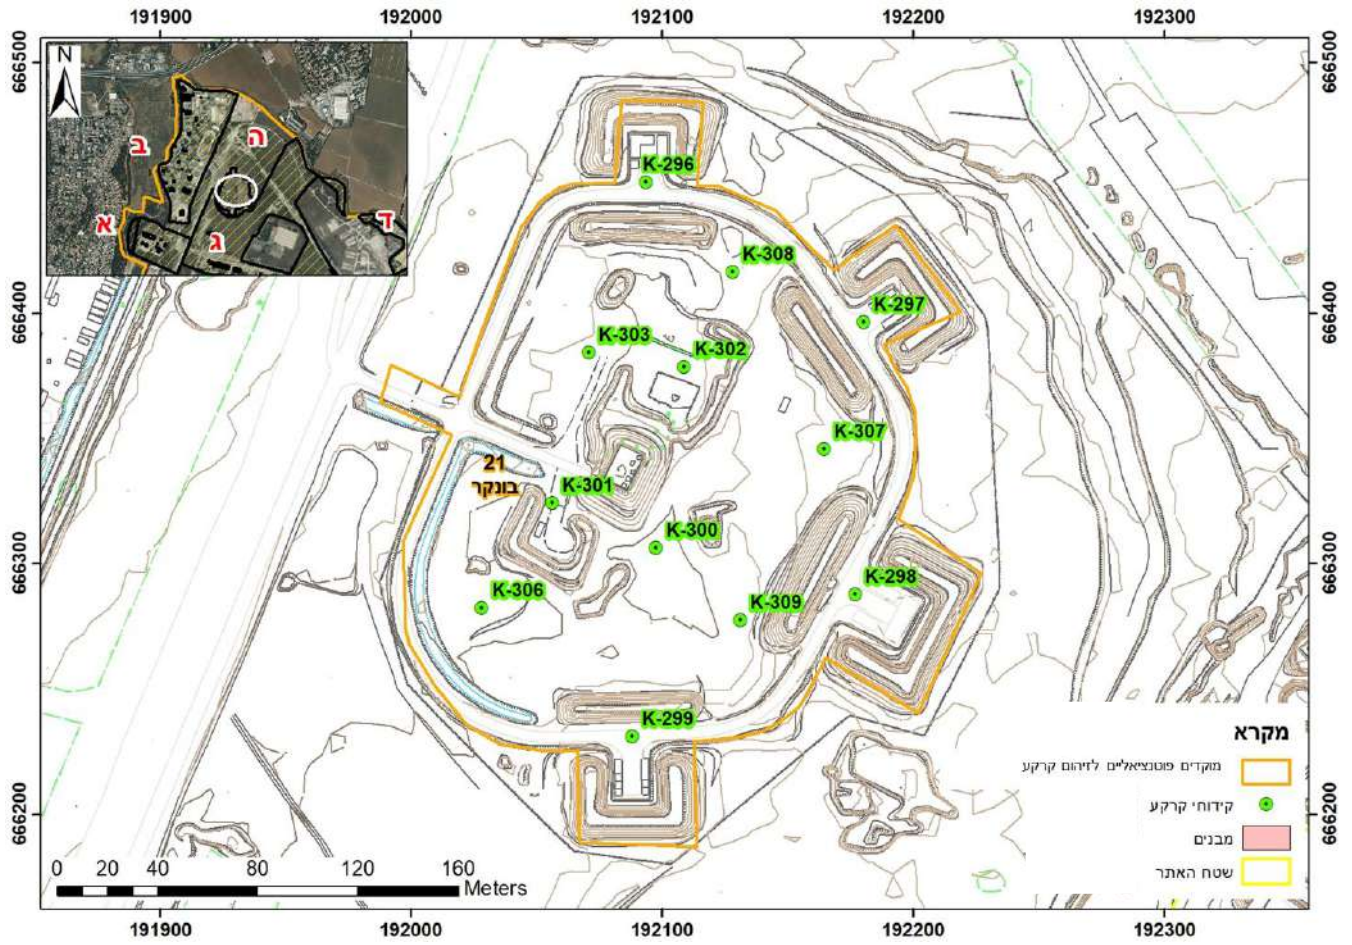 191900 192000 192100 192200 192300
666500 666500
N
ב
ה
א
ג
ד
K-296
K-308
K-297
666400 666400
K-303
K-302
K-307
21
בונקר
K-301
K-300
666300 666300
K-298
K-306
K-309
K-299
מקרא
מוקדים פוטנציאליים לזיהום קרקע
קידוחי קרקע
מבנים
שטח האתר
666200 666200
0 20 40 80 120 160
Meters
191900 192000 192100 192200 192300